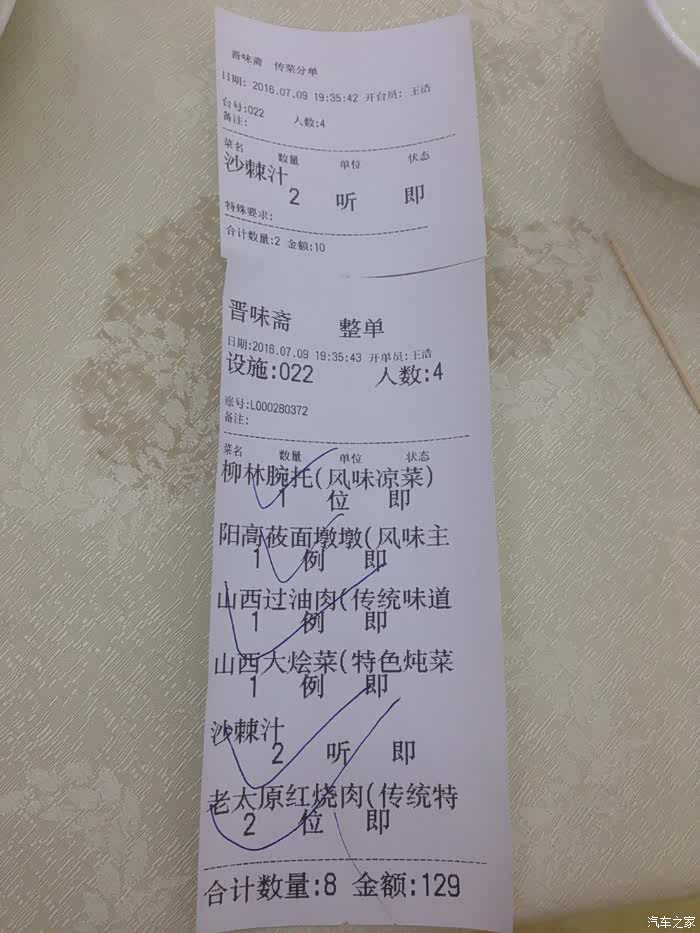 晋味斋 传菜分单
日期: 2016.07.09 19:35:42 开台员: 王浩
台号:022 人数:4
备注:
菜名 数量 单位 状态
沙棘汁
2 听 即
特殊要求:
合计数量:2 金额:10
晋味斋 整单
日期:2016.07.09 19:35:43 开单员:王浩
设施:022 人数:4
账号:L000280372
备注:
菜名 数量 单位 状态
柳林腕托(风味凉菜)
1 位 即
阳高莜面墩墩(风味主
1 例 即
山西过油肉(传统味道
1 例 即
山西大烩菜(特色炖菜
1 例 即
沙棘汁
2 听 即
老太原红烧肉(传统特
2 位 即
合计数量:8 金额:129
汽车之家